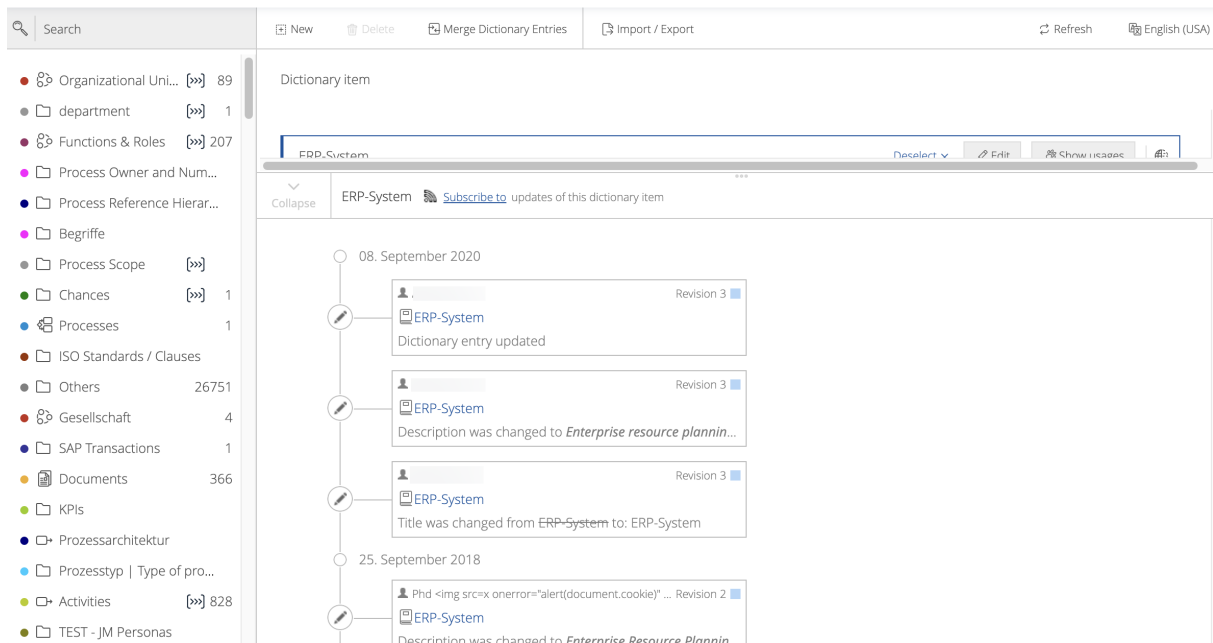 Search
New Delete Merge Dictionary Entries Import / Export Refresh English (USA)
Organizational Uni... [»»] 89
department [»»] 1
Functions & Roles [»»] 207
Process Owner and Num...
Process Reference Hierar...
Begriffe
Process Scope [»»]
Chances [»»] 1
Processes 1
ISO Standards / Clauses
Others 26751
Gesellschaft 4
SAP Transactions 1
Documents 366
KPIs
Prozessarchitektur
Prozesstyp | Type of pro...
Activities [»»] 828
TEST - JM Personas
Dictionary item
ERP-System Deselect Edit Show usages
Collapse
ERP-System Subscribe to updates of this dictionary item
08. September 2020
Revision 3
ERP-System
Dictionary entry updated
Revision 3
ERP-System
Description was changed to Enterprise resource plannin...
Revision 3
ERP-System
Title was changed from ERP-System to: ERP-System
25. September 2018
Phd <img src=x onerror="alert(document.cookie)" ... Revision 2
ERP-System
Description was changed to Enterprise Resource Plannin...